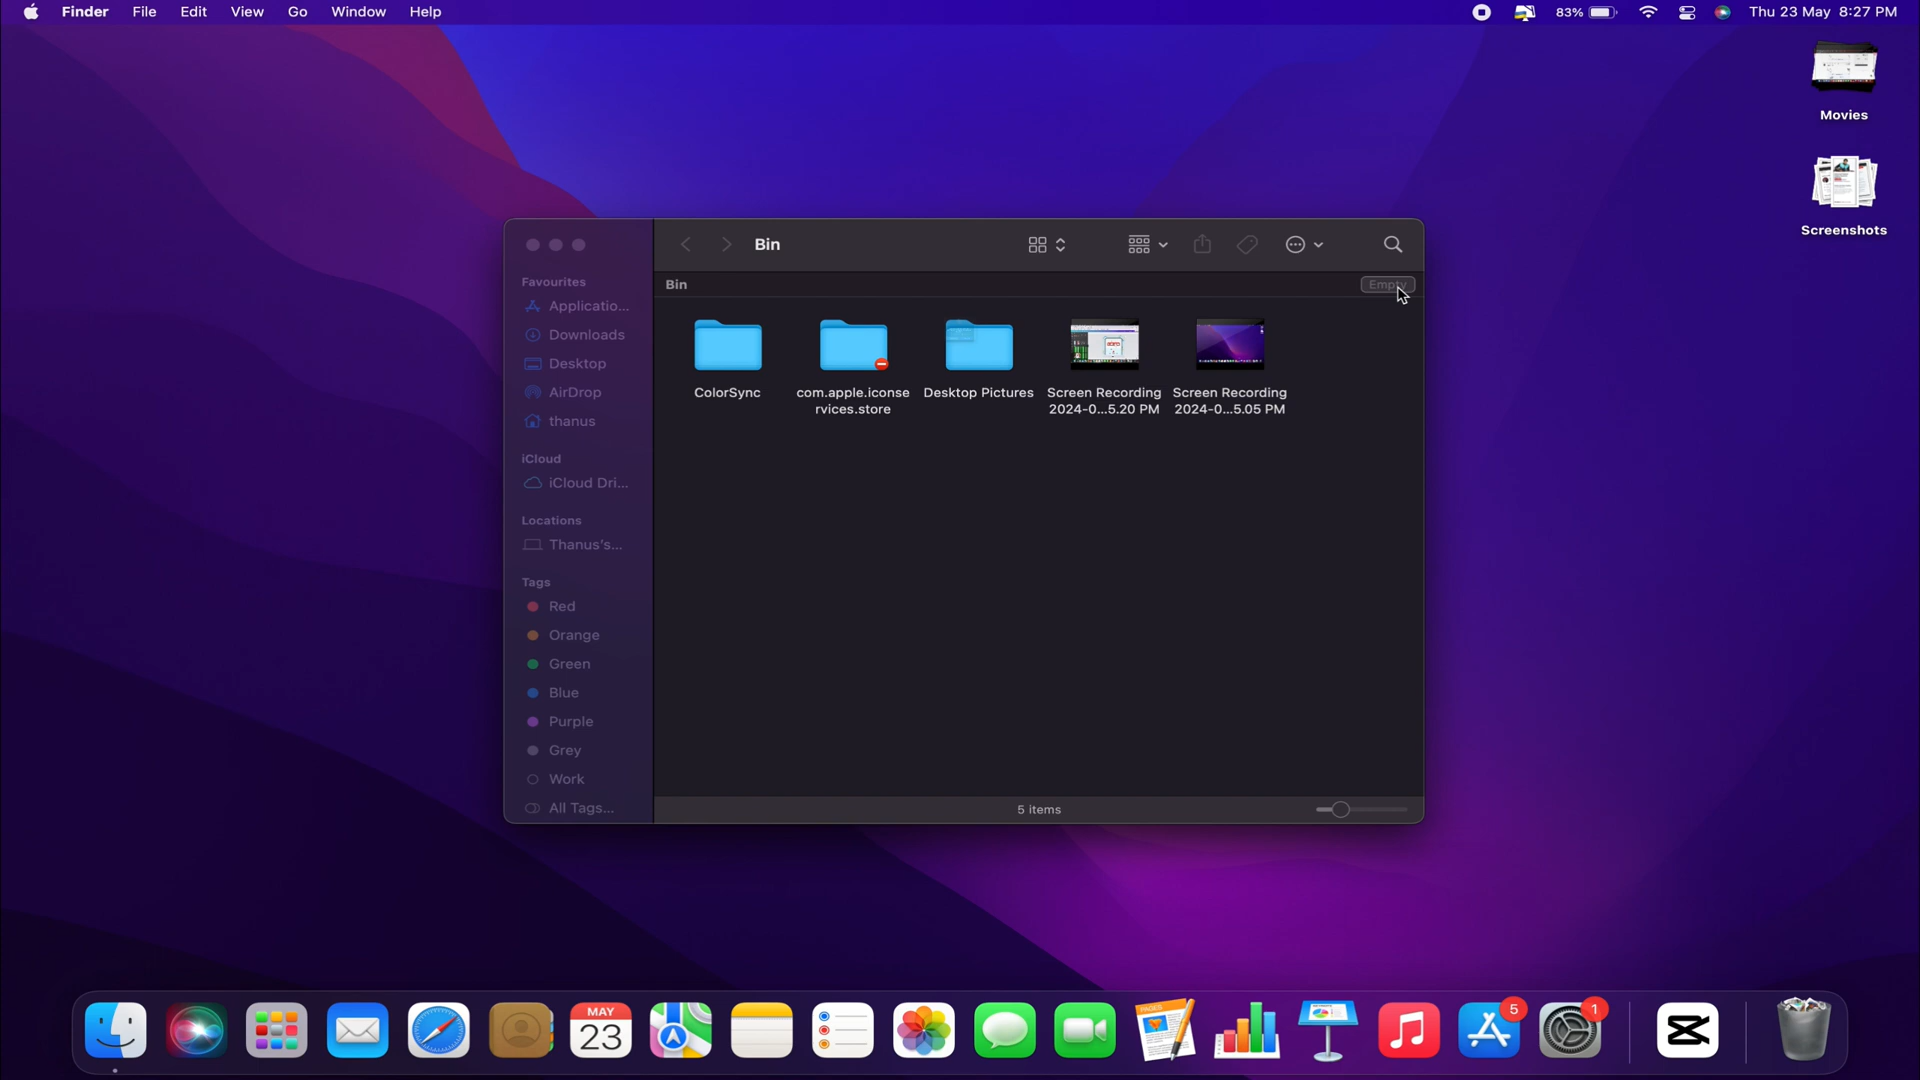 Finder File Edit View Go Window Help
83% Thu 23 May 8:27 PM
Movies
Screenshots
Bin
Bin
Empty
Favourites
Applicatio...
Downloads
Desktop
AirDrop
thanus
iCloud
iCloud Dri...
Locations
Thanus's...
Tags
Red
Orange
Green
Blue
Purple
Grey
Work
All Tags...
ColorSync
com.apple.iconse
rvices.store
Desktop Pictures
Screen Recording
2024-0...5.20 PM
Screen Recording
2024-0...5.05 PM
5 items
MAY
23
PAGES
5
1